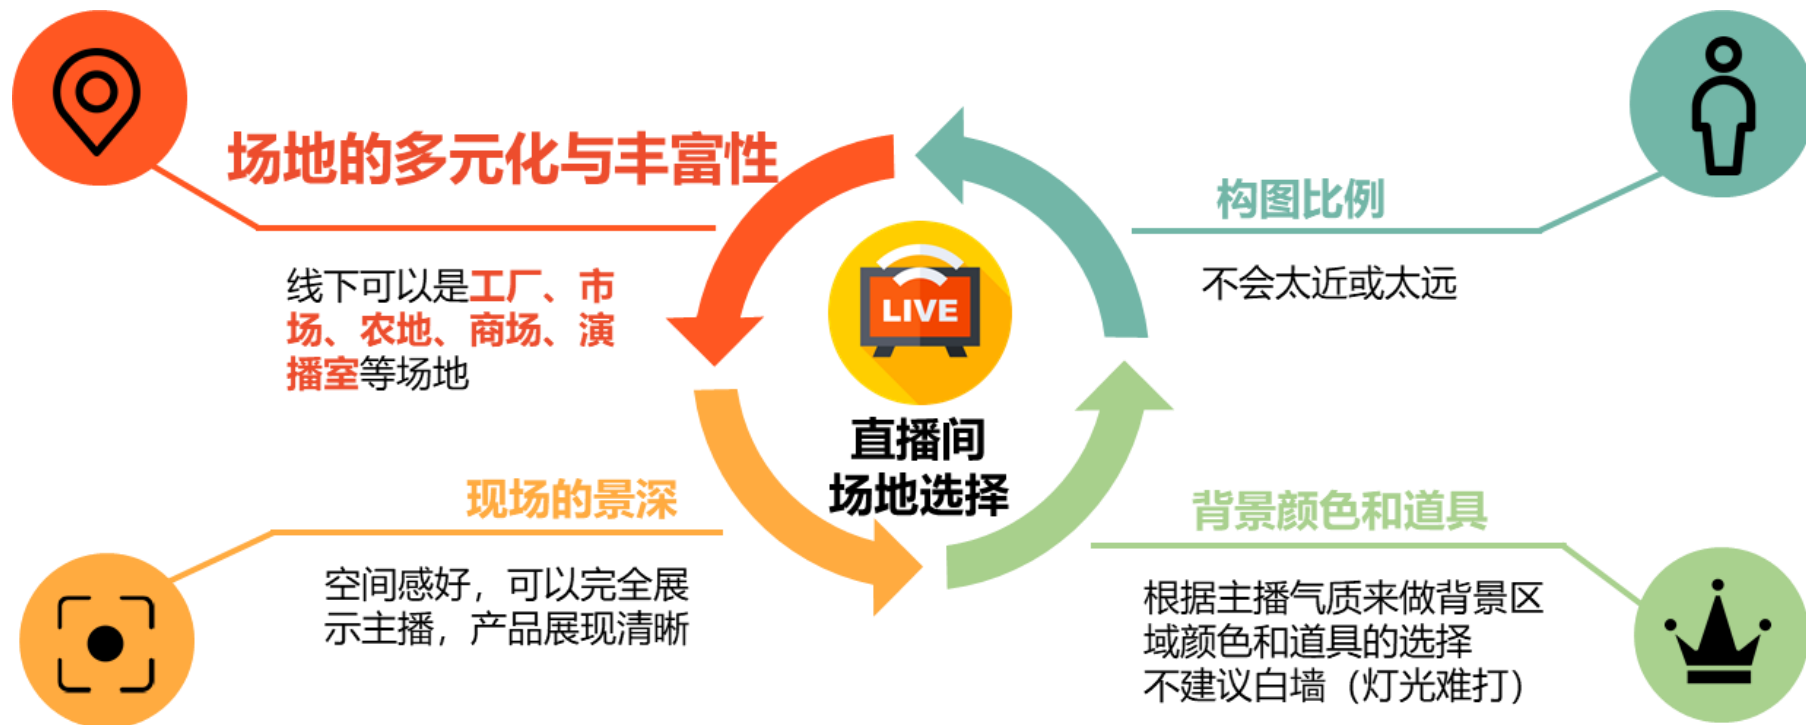 场地的多元化与丰富性
线下可以是工厂、市
场、农地、商场、演
播室等场地
构图比例
不会太近或太远
LIVE
直播间
场地选择
现场的景深
空间感好，可以完全展
示主播，产品展现清晰
背景颜色和道具
根据主播气质来做背景区
域颜色和道具的选择
不建议白墙（灯光难打）